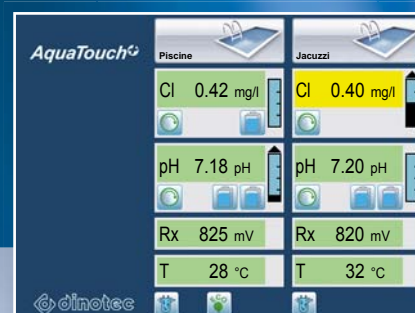 AquaTouch+
Piscine
Jacuzzi
Cl 0.42 mg/l
Cl 0.40 mg/l
pH 7.18 pH
pH 7.20 pH
Rx 825 mV
Rx 820 mV
T 28 °C
T 32 °C
dinotec